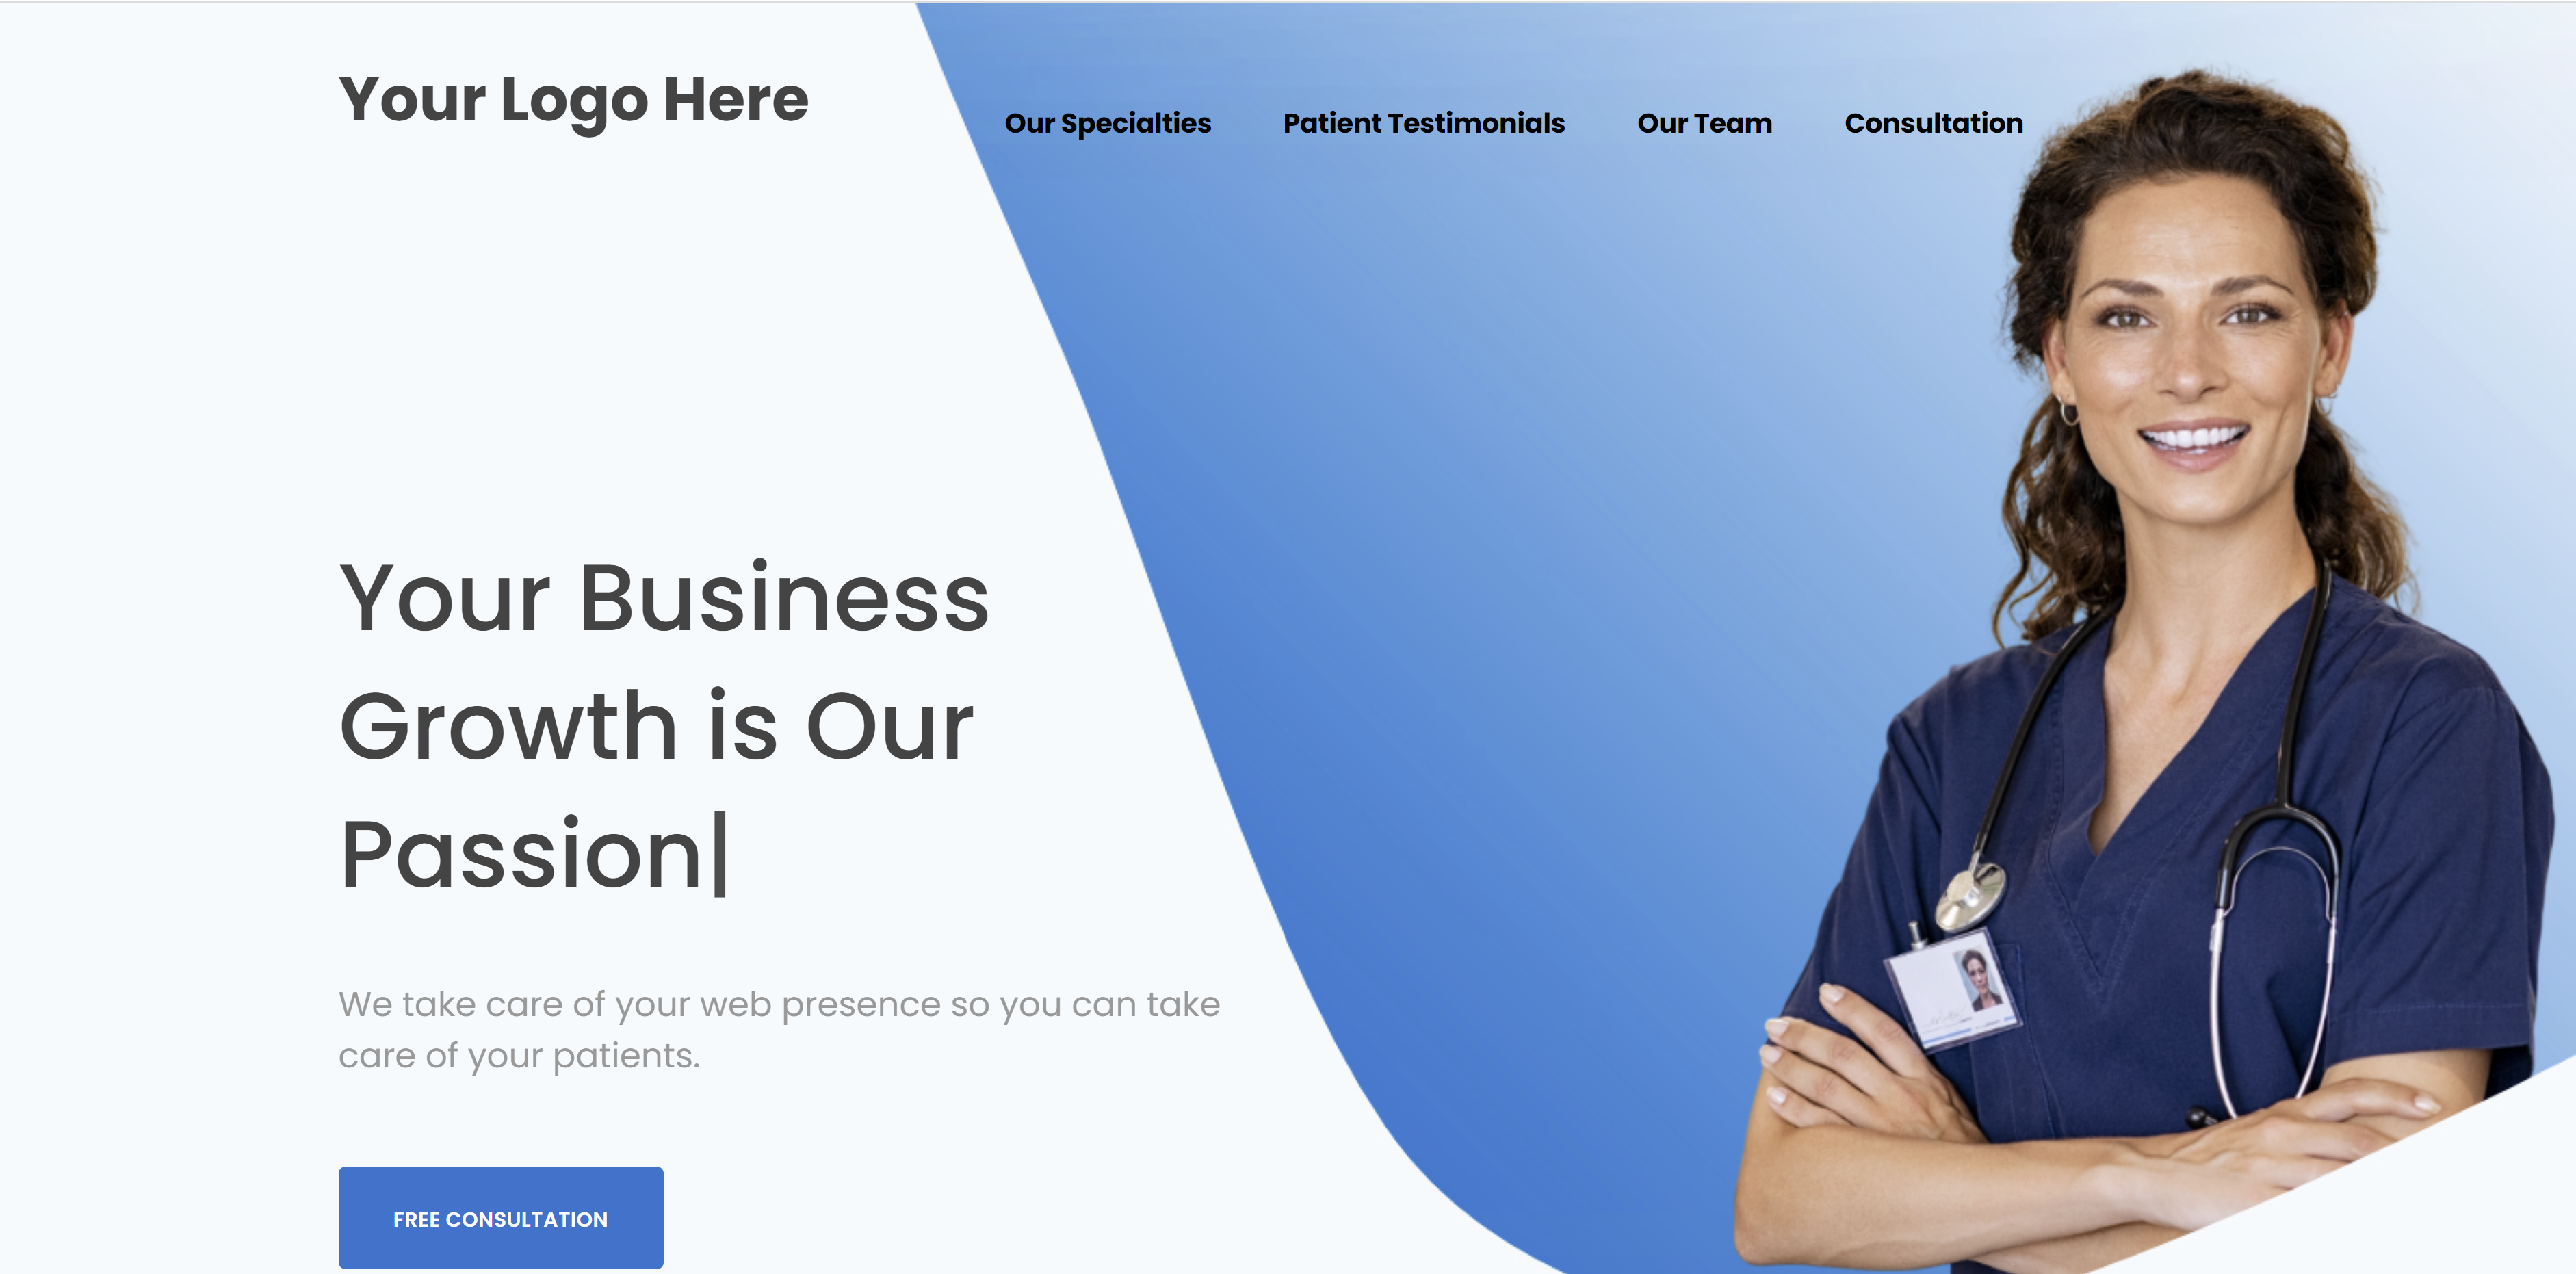 Your Logo Here
Our Specialties
Patient Testimonials
Our Team
Consultation
Your Business
Growth is Our
Passion|
We take care of your web presence so you can take
care of your patients.
FREE CONSULTATION